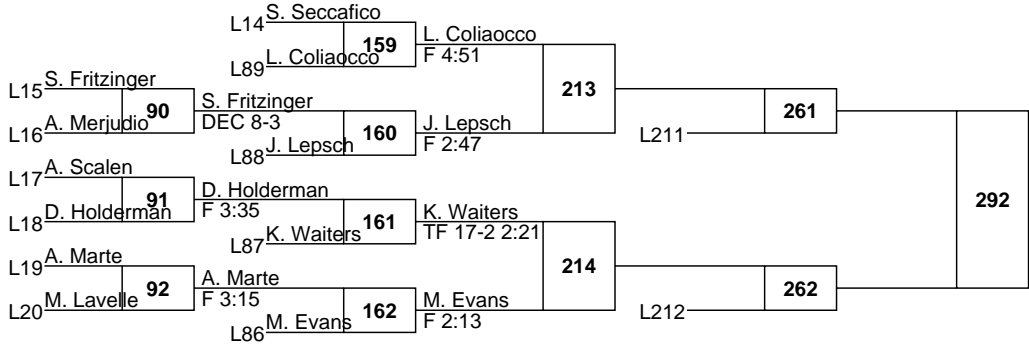 L14 S. Seccafico
159
L. Coliaocco
F 4:51
L89 L. Coliaocco
L15 S. Fritzinger
90
S. Fritzinger
DEC 8-3
L16 A. Merjudio
160
J. Lepsch
F 2:47
L88 J. Lepsch
213
261
L211
L17 A. Scalen
91
D. Holderman
F 3:35
L18 D. Holderman
161
K. Waiters
TF 17-2 2:21
L87 K. Waiters
292
L19 A. Marte
92
A. Marte
F 3:15
L20 M. Lavelle
162
M. Evans
F 2:13
L86 M. Evans
214
262
L212